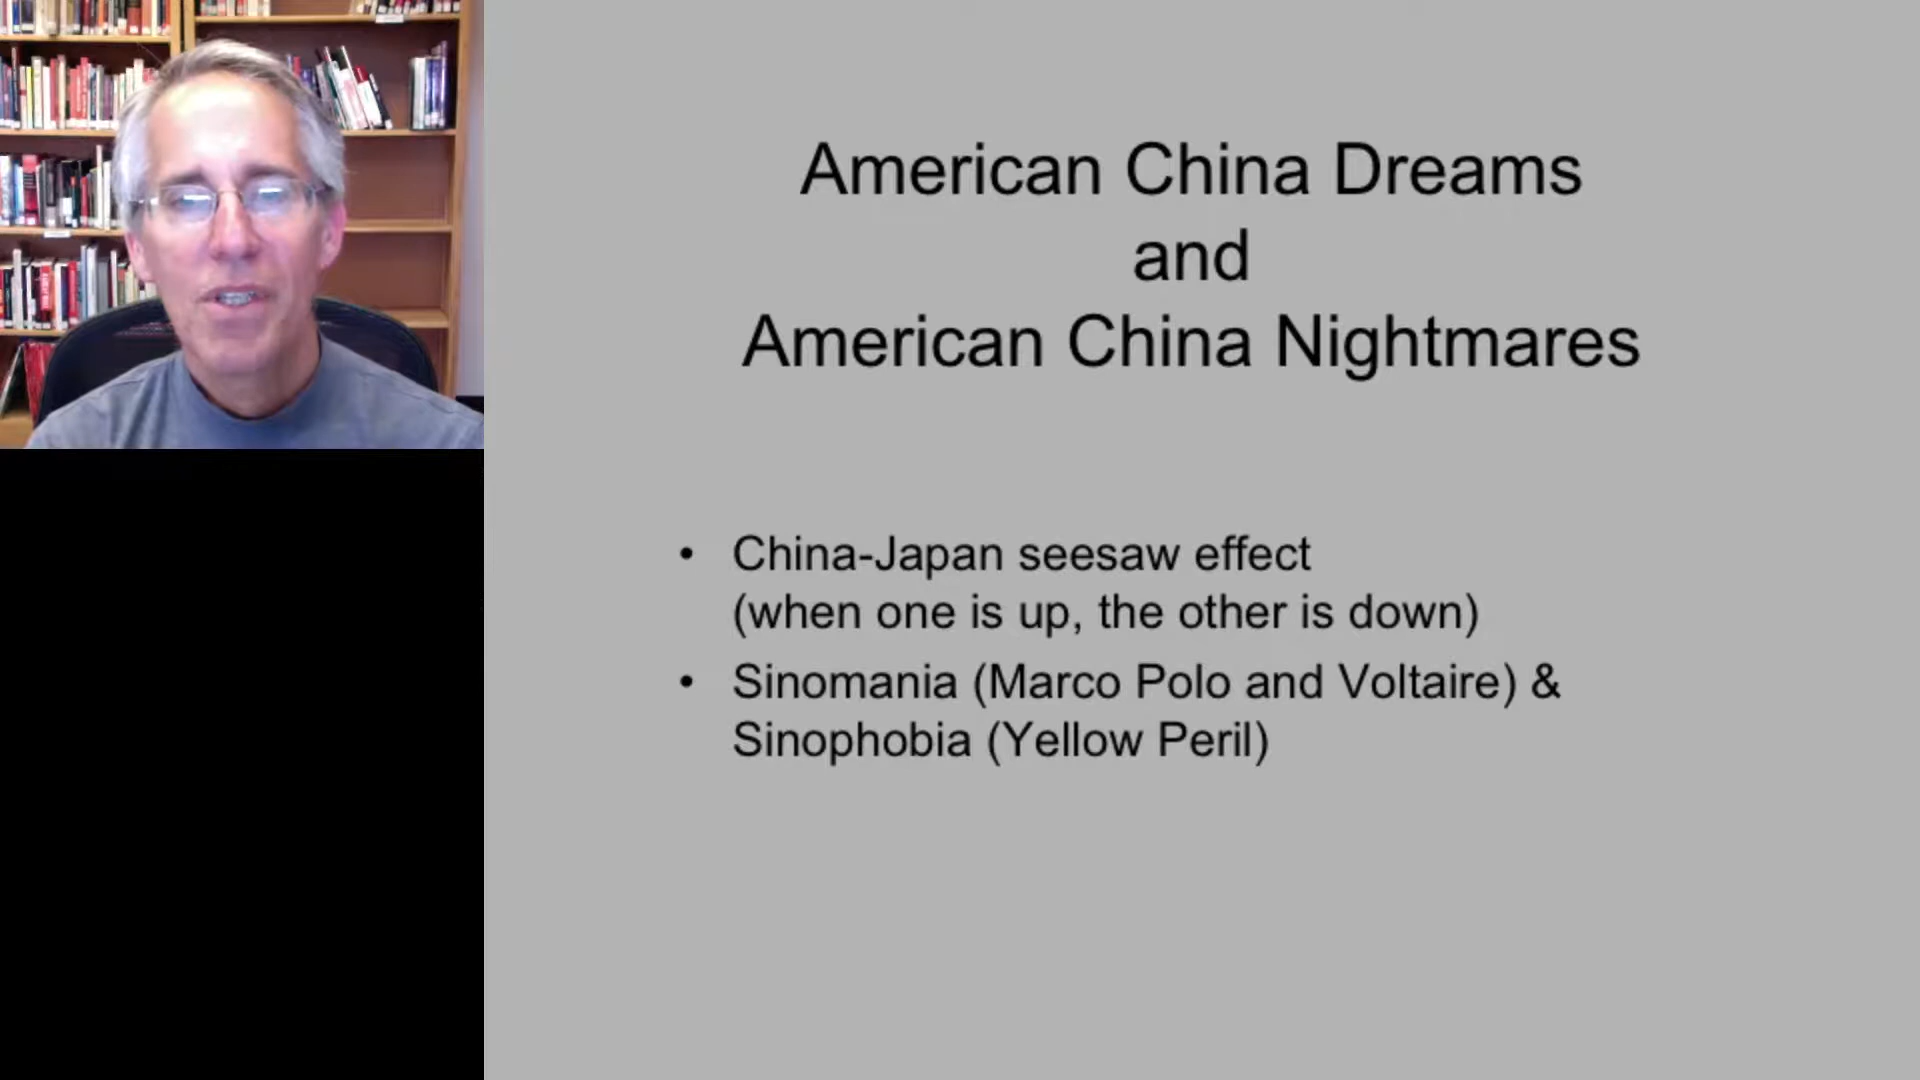 American China Dreams
and
American China Nightmares
• China-Japan seesaw effect
(when one is up, the other is down)
• Sinomania (Marco Polo and Voltaire) &
Sinophobia (Yellow Peril)